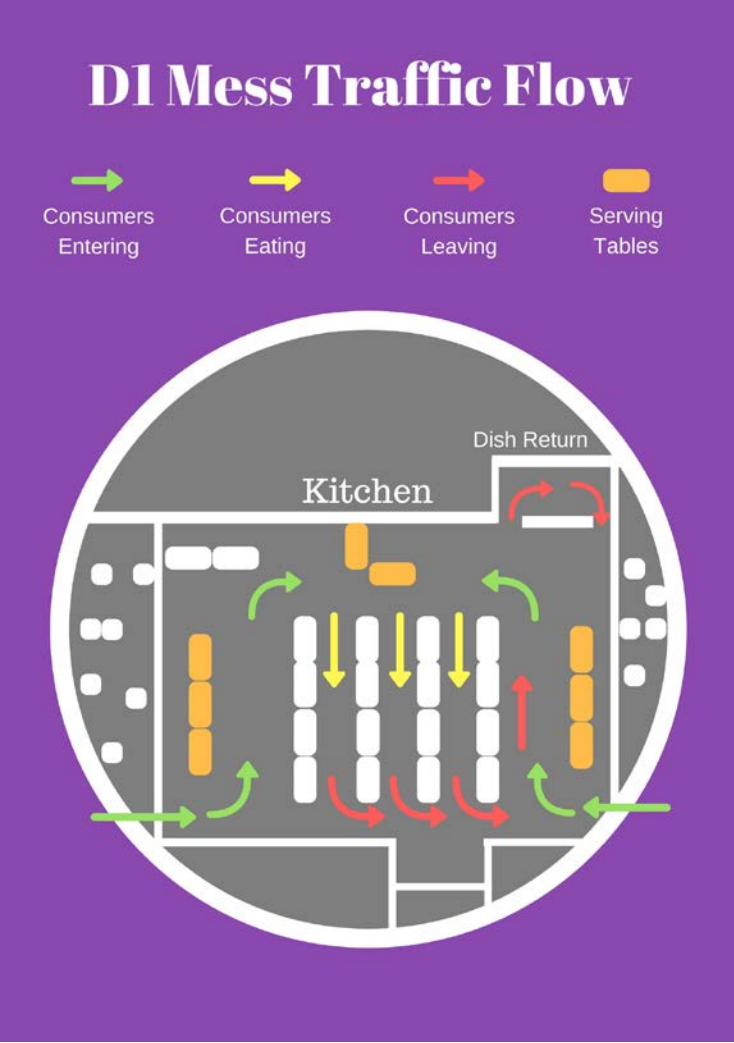 D1 Mess Traffic Flow
Consumers Entering
Consumers Eating
Consumers Leaving
Serving Tables
Dish Return
Kitchen